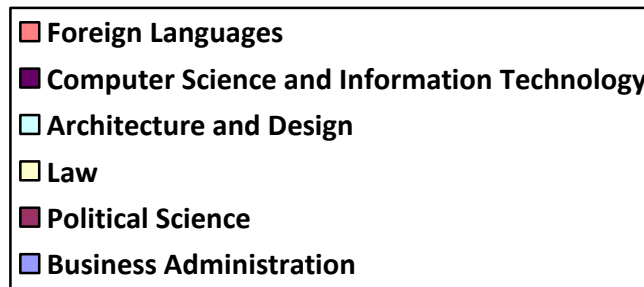 Foreign Languages
Computer Science and Information Technology
Architecture and Design
Law
Political Science
Business Administration